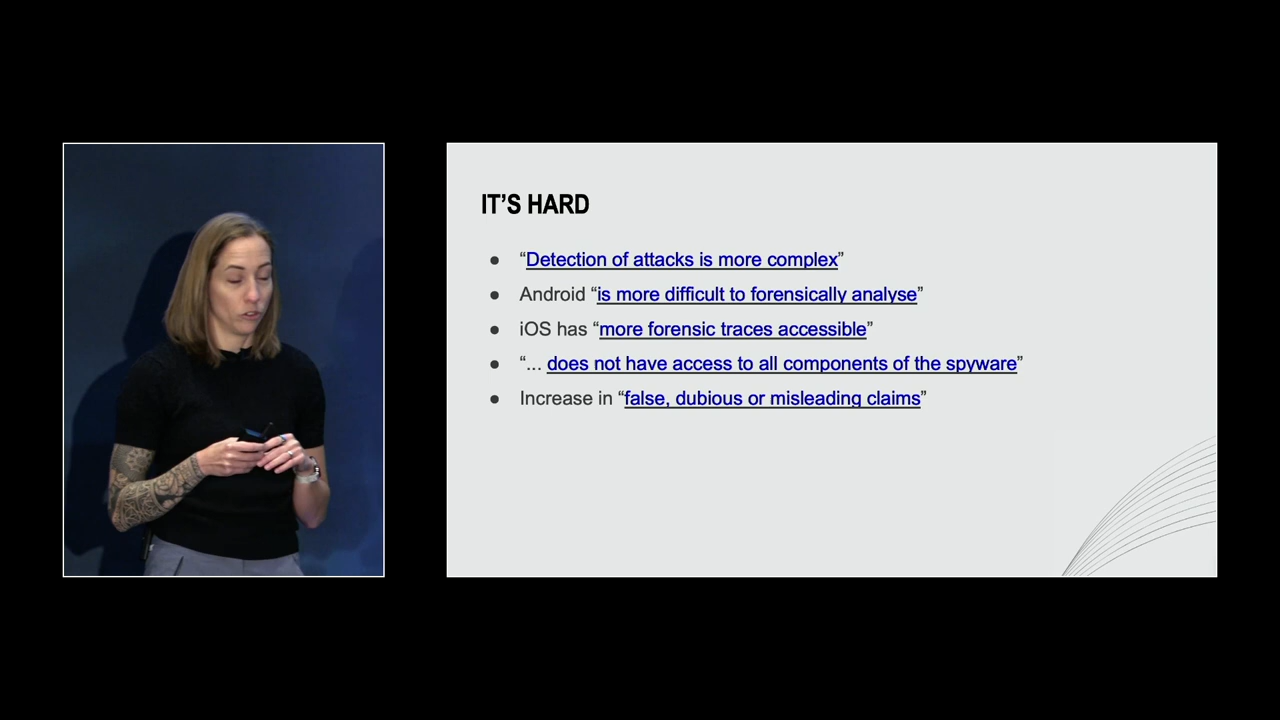 IT’S HARD
● “Detection of attacks is more complex”
● Android “is more difficult to forensically analyse”
● iOS has “more forensic traces accessible”
● “... does not have access to all components of the spyware”
● Increase in “false, dubious or misleading claims”